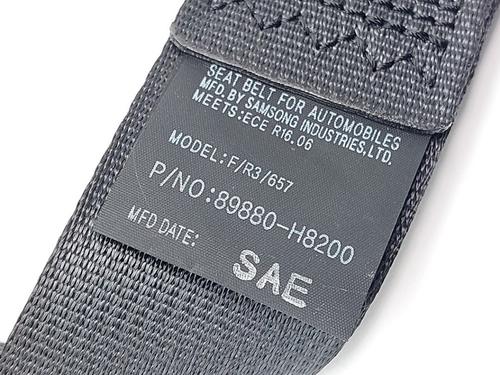 SEAT BELT FOR AUTOMOBILES
MFD.BY SAMSONG INDUSTRIES,LTD.
MEETS:ECE R16.06
MODEL:F/R3/657
P/NO:89880-H8200
MFD DATE:
SAE